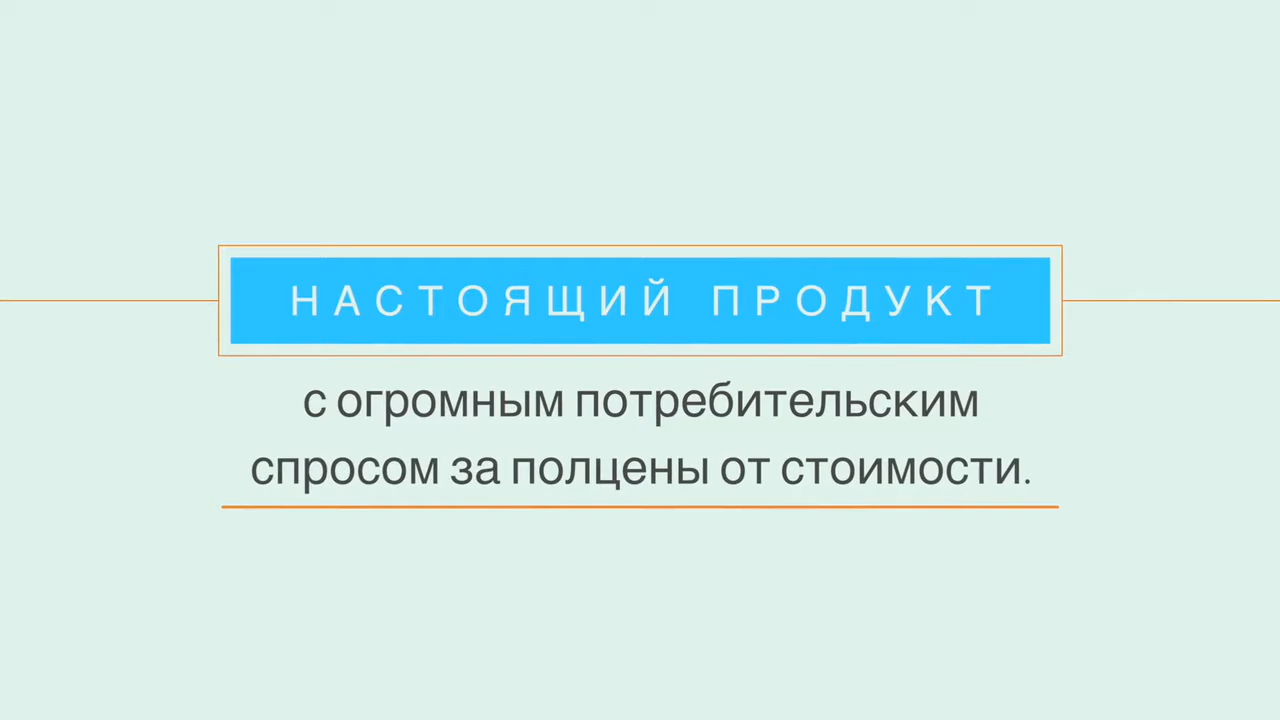 НАСТОЯЩИЙ ПРОДУКТ
с огромным потребительским
спросом за полцены от стоимости.